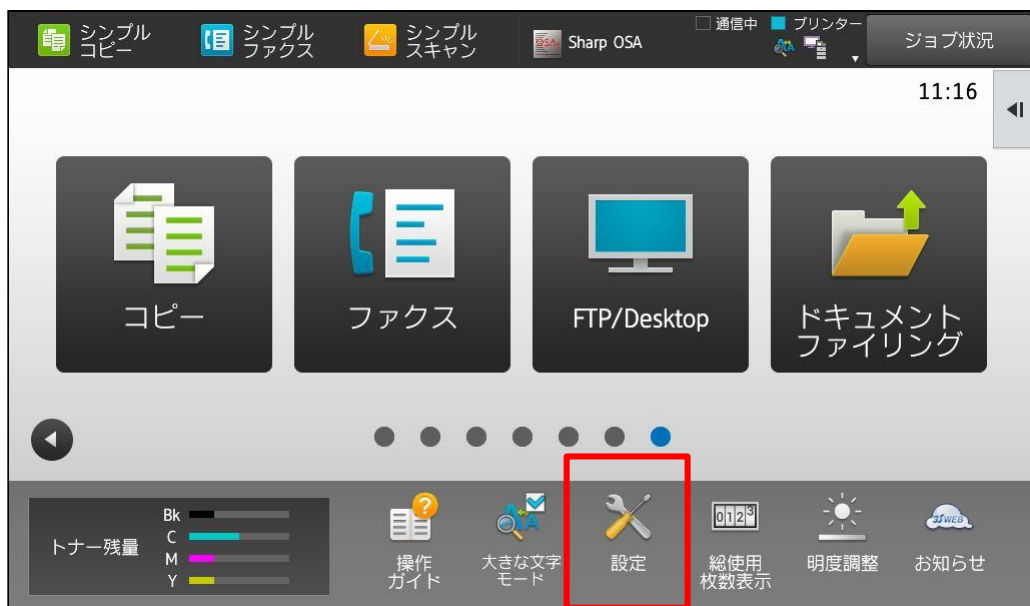 シンプル
コピー
シンプル
ファクス
シンプル
スキャン
OSA
Sharp OSA
通信中
プリンター
ジョブ状況
11:16
コピー
ファクス
FTP/Desktop
ドキュメント
ファイリング
トナー残量
Bk
C
M
Y
操作
ガイド
大きな文字
モード
設定
0123
総使用
枚数表示
明度調整
WEB
お知らせ